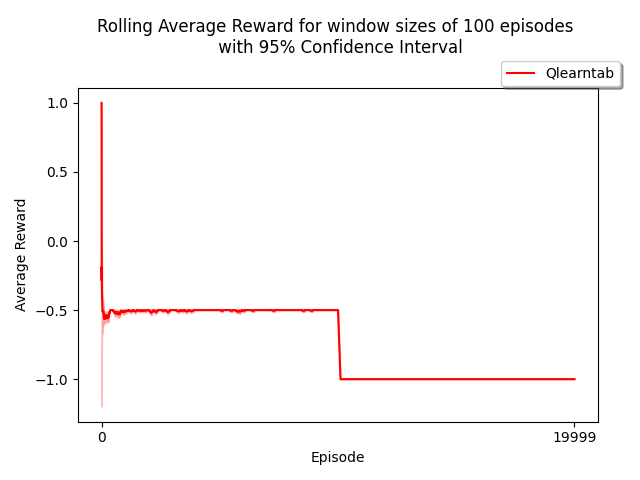 Rolling Average Reward for window sizes of 100 episodes
with 95% Confidence Interval
Qlearntab
1.0
0.5
0.0
−0.5
−1.0
Average Reward
0
19999
Episode